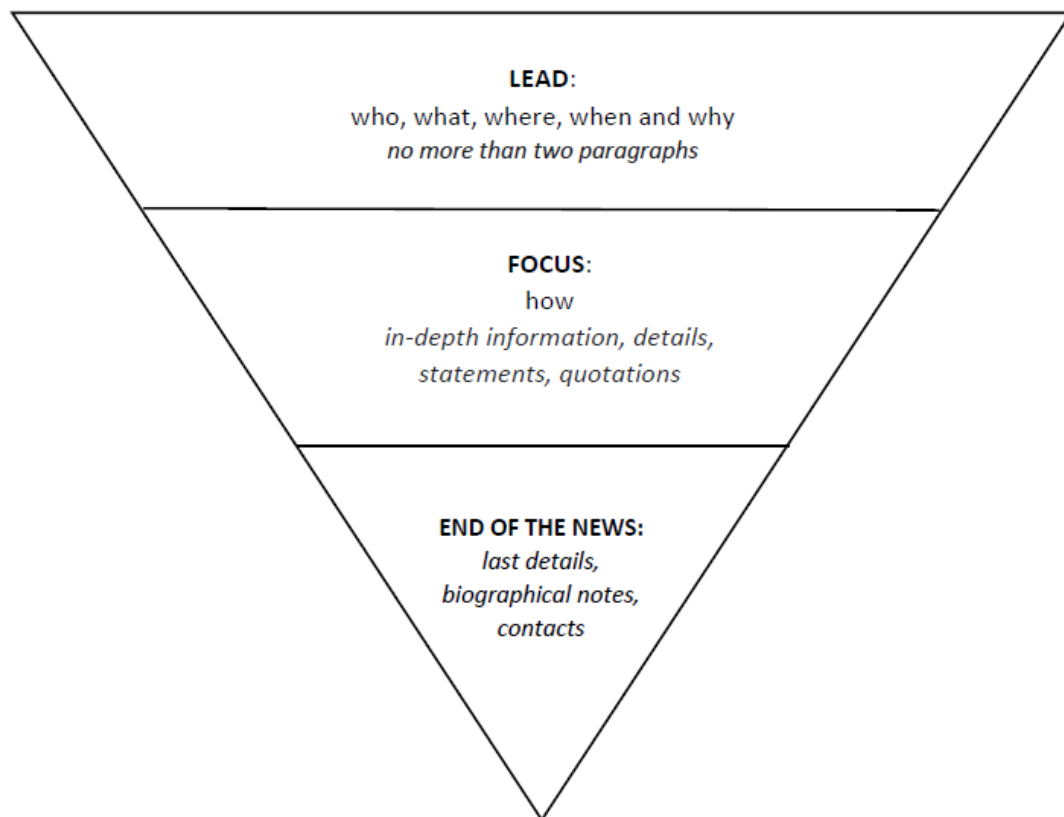 LEAD:
who, what, where, when and why
no more than two paragraphs
FOCUS:
how
in-depth information, details,
statements, quotations
END OF THE NEWS:
last details,
biographical notes,
contacts